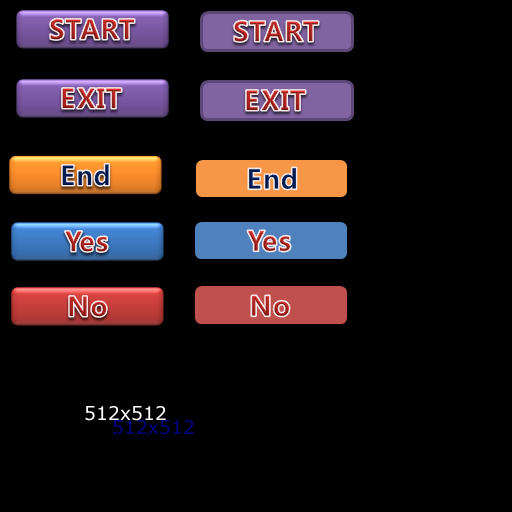 START START
EXIT EXIT
End End
Yes Yes
No No
512x512
512x512